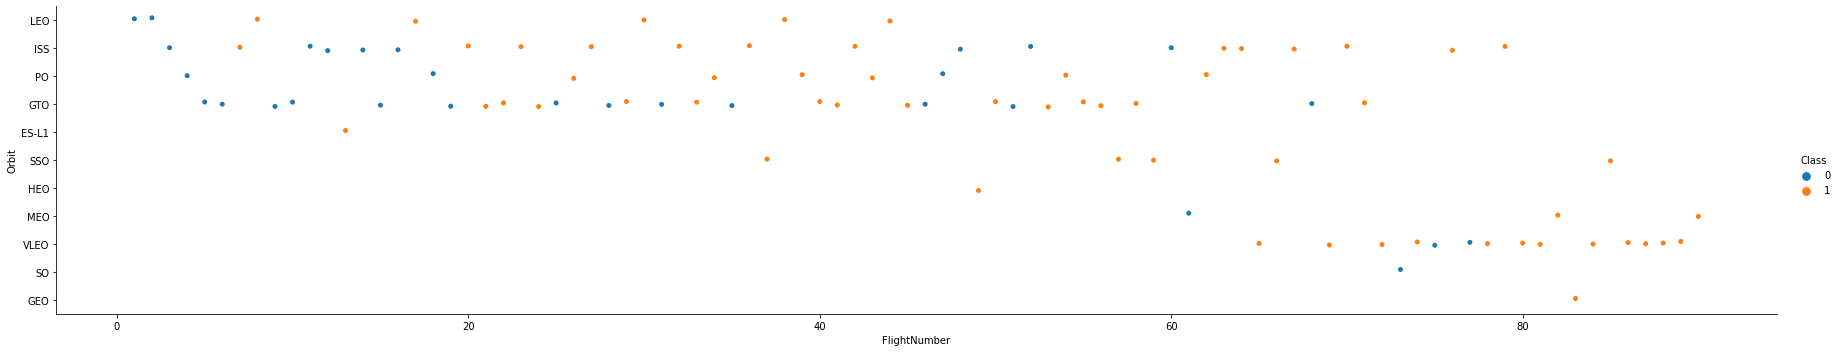 LEO
ISS
PO
GTO
ES-L1
SSO
HEO
MEO
VLEO
SO
GEO
Orbit
0
20
40
60
80
FlightNumber
Class
0
1